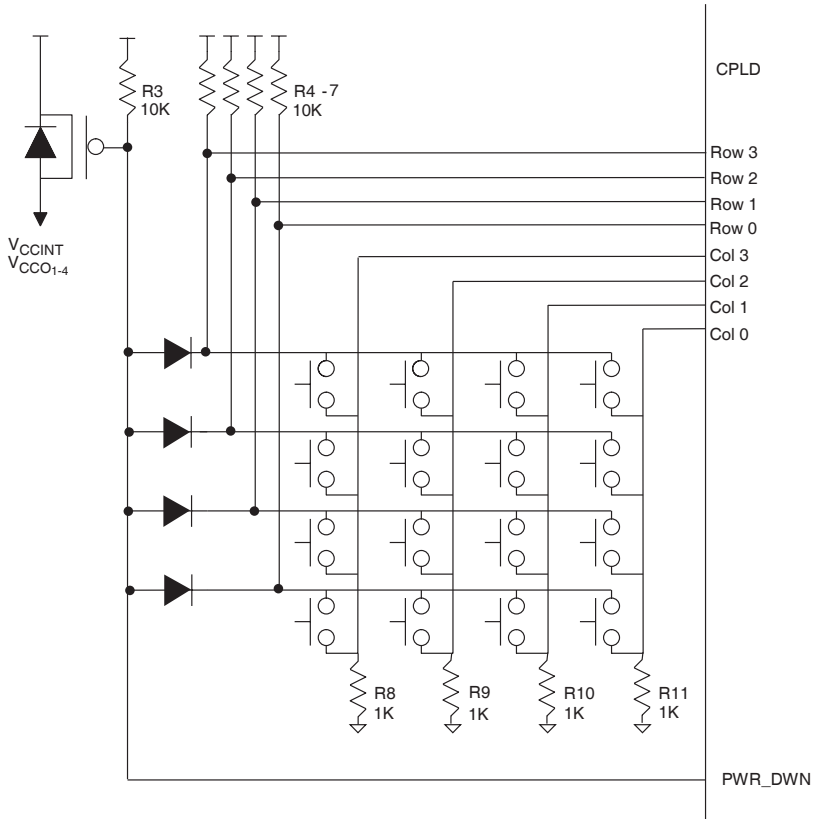 CPLD
R3
10K
R4 -7
10K
Row 3
Row 2
Row 1
Row 0
Col 3
Col 2
Col 1
Col 0
VCCINT
VCCO1-4
R8
1K
R9
1K
R10
1K
R11
1K
PWR_DWN